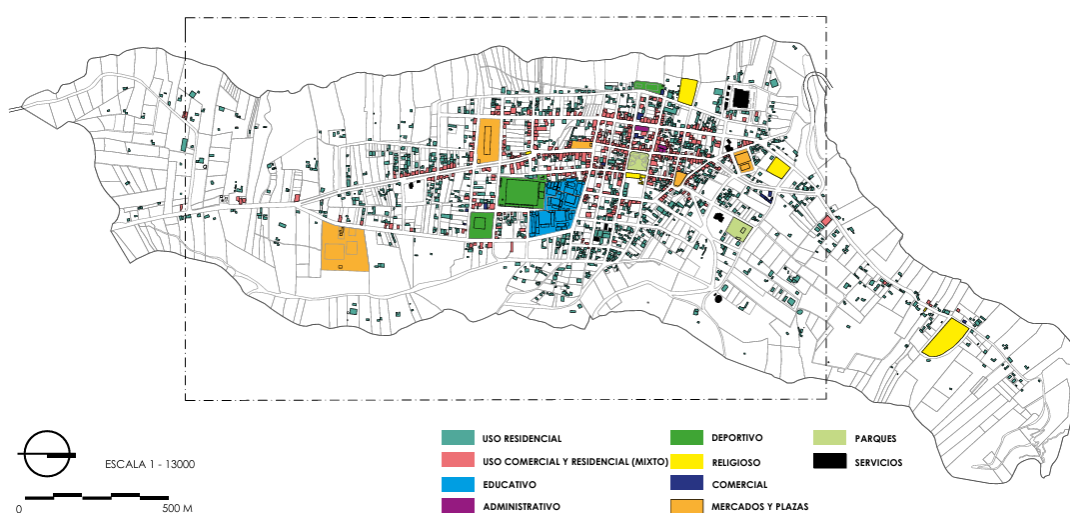 ESCALA 1 - 13000
0
500 M
USO RESIDENCIAL
USO COMERCIAL Y RESIDENCIAL (MIXTO)
EDUCATIVO
ADMINISTRATIVO
DEPORTIVO
RELIGIOSO
COMERCIAL
MERCADOS Y PLAZAS
PARQUES
SERVICIOS